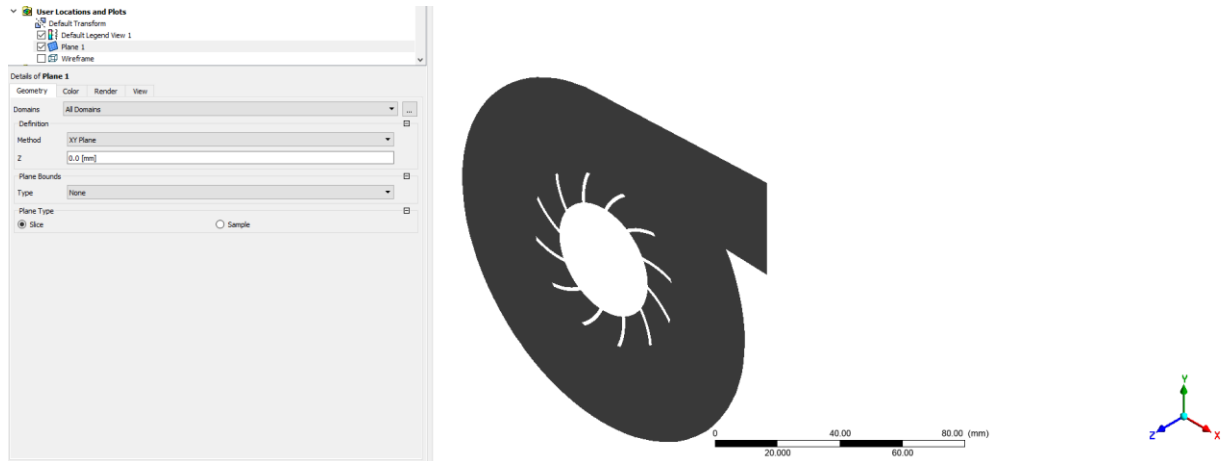 User Locations and Plots
Default Transform
Default Legend View 1
Plane 1
Wireframe
Details of Plane 1
Geometry Color Render View
Domains All Domains ...
Definition
Method XY Plane
Z 0.0 [mm]
Plane Bounds
Type None
Plane Type
Slice Sample
0 40.00 80.00 (mm)
20.000 60.00
Y
Z X